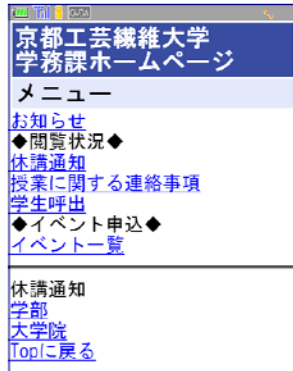 京都工芸繊維大学
学務課ホームページ
メニュー
お知らせ
◆閲覧状況◆
休講通知
授業に関する連絡事項
学生呼出
◆イベント申込◆
イベント一覧
休講通知
学部
大学院
Topに戻る